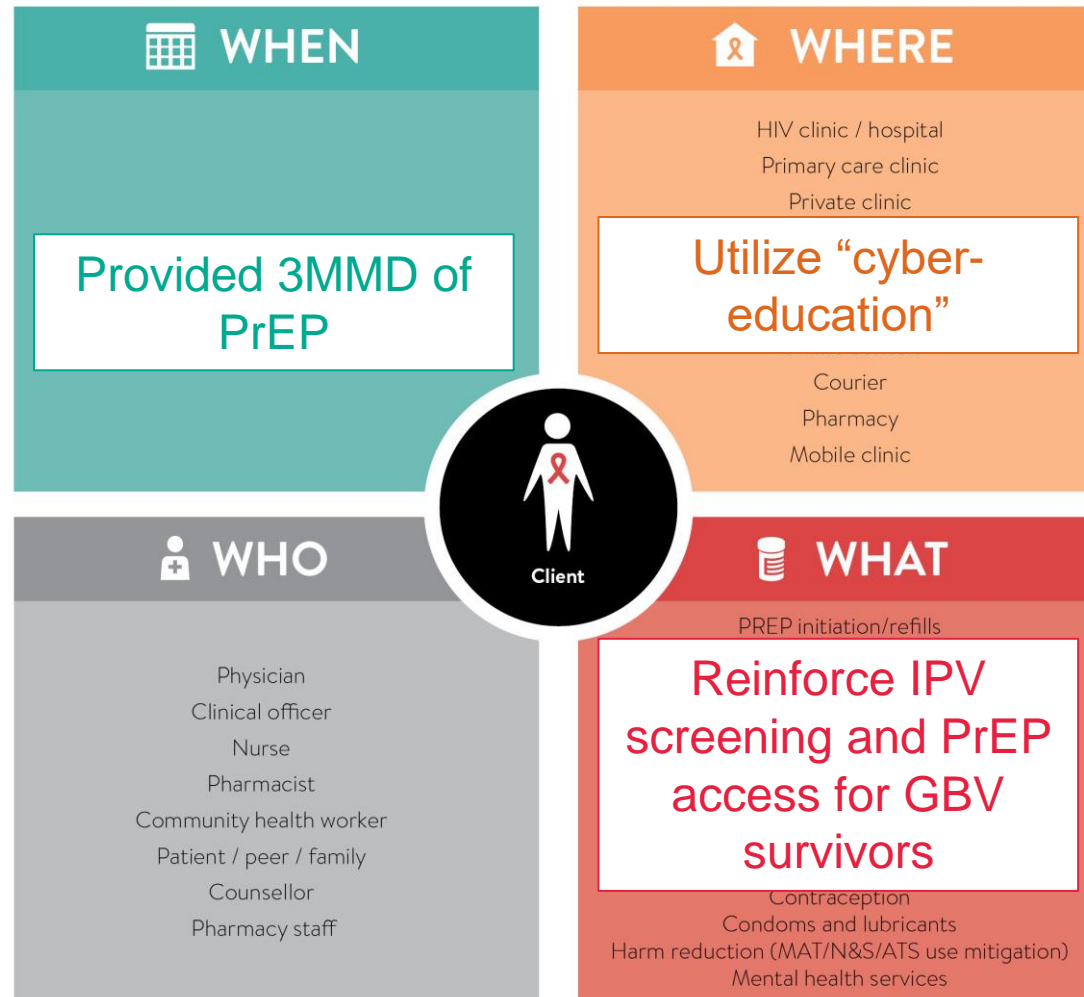 WHEN
Provided 3MMD of
PrEP
WHERE
HIV clinic / hospital
Primary care clinic
Private clinic
Utilize “cyber-
education”
Courier
Pharmacy
Mobile clinic
Client
WHO
Physician
Clinical officer
Nurse
Pharmacist
Community health worker
Patient / peer / family
Counsellor
Pharmacy staff
WHAT
PREP initiation/refills
Reinforce IPV
screening and PrEP
access for GBV
survivors
Contraception
Condoms and lubricants
Harm reduction (MAT/N&S/ATS use mitigation)
Mental health services